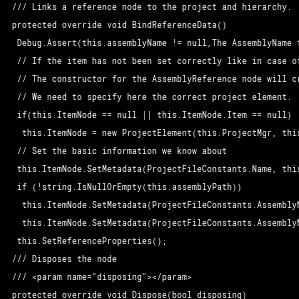 /// Links a reference node to the project and hierarchy.
protected override void BindReferenceData()
Debug.Assert(this.assemblyName != null,The AssemblyName
// If the item has not been set correctly like in case
// The constructor for the AssemblyReference node will
// We need to specify here the correct project element.
if(this.ItemNode == null || this.ItemNode.Item == null)
this.ItemNode = new ProjectElement(this.ProjectMgr,
// Set the basic information we know about
this.ItemNode.SetMetadata(ProjectFileConstants.Name,
if (!string.IsNullOrEmpty(this.assemblyPath))
this.ItemNode.SetMetadata(ProjectFileConstants.
this.ItemNode.SetMetadata(ProjectFileConstants.
this.SetReferenceProperties();
/// Disposes the node
/// <param name="disposing"></param>
protected override void Dispose(bool disposing)